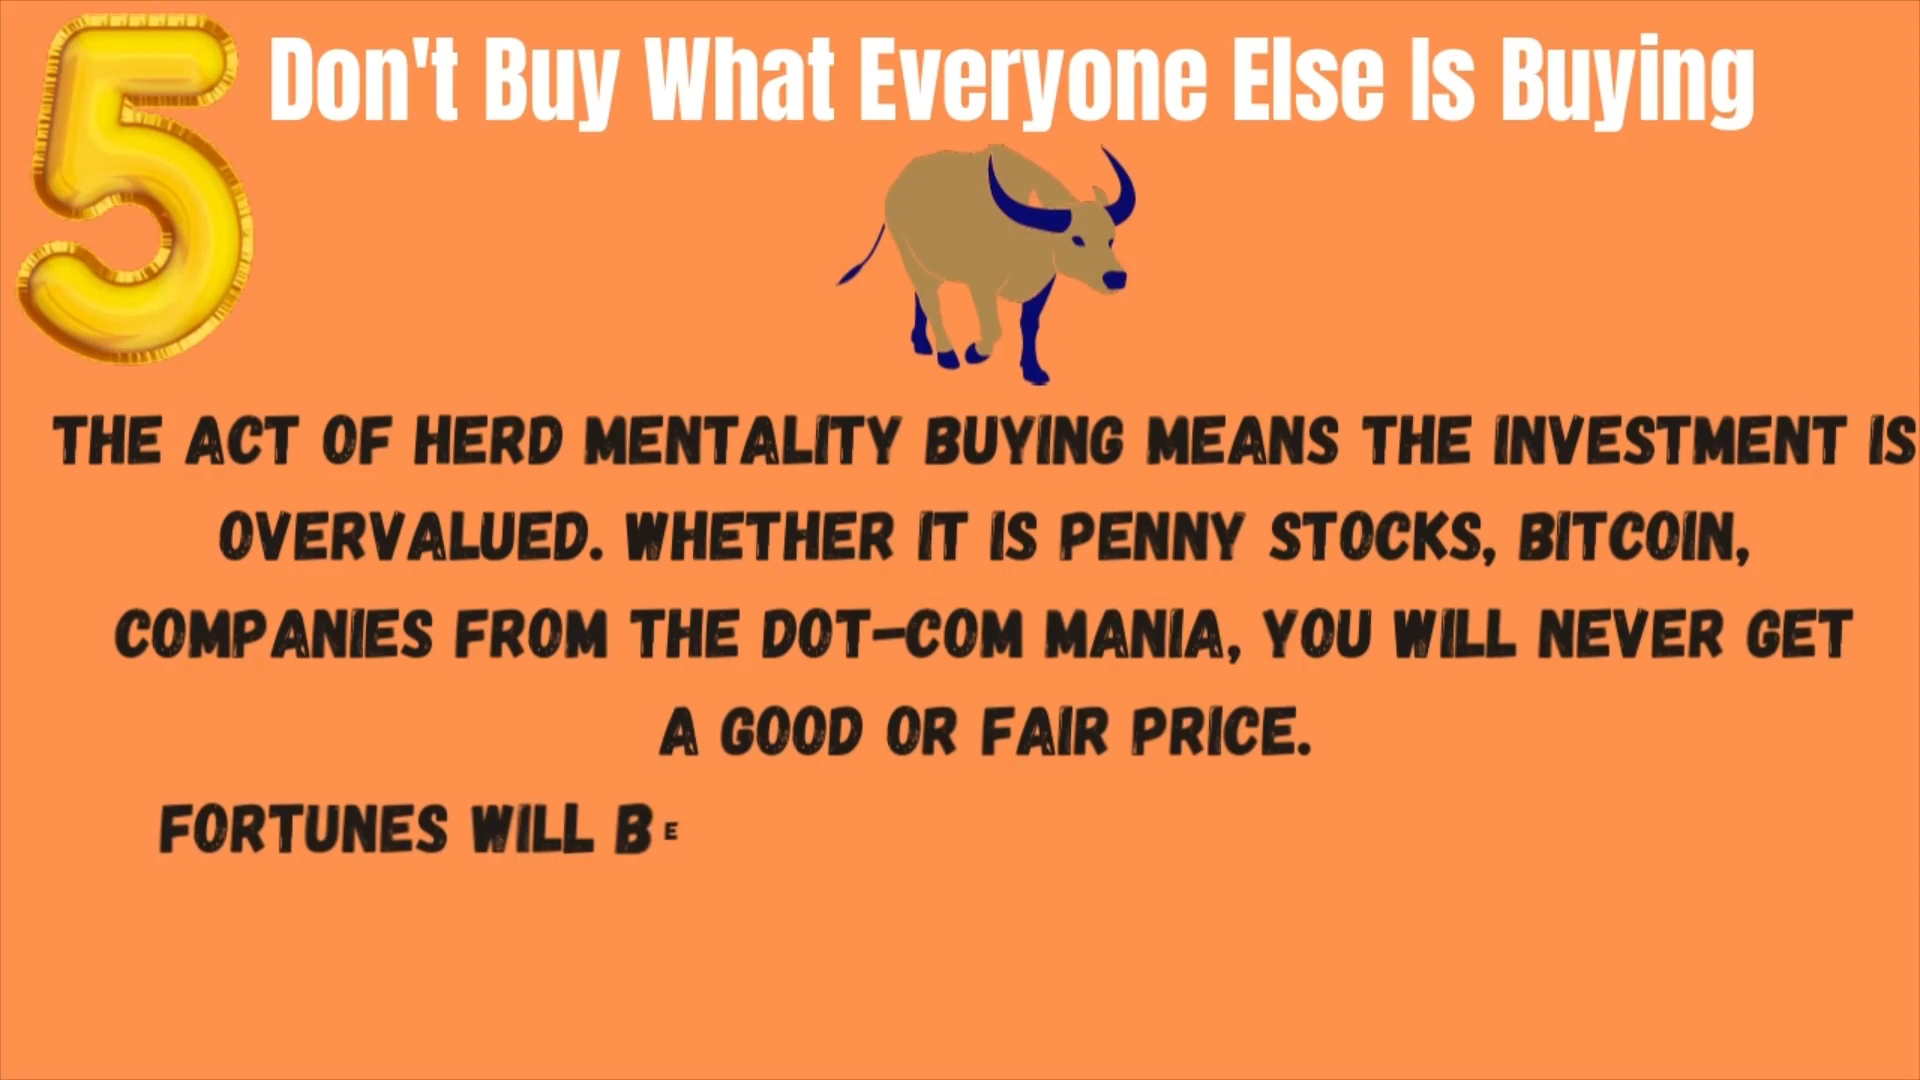 5
Don't Buy What Everyone Else Is Buying
THE ACT OF HERD MENTALITY BUYING MEANS THE INVESTMENT IS
OVERVALUED. WHETHER IT IS PENNY STOCKS, BITCOIN,
COMPANIES FROM THE DOT-COM MANIA, YOU WILL NEVER GET
A GOOD OR FAIR PRICE.
FORTUNES WILL BE